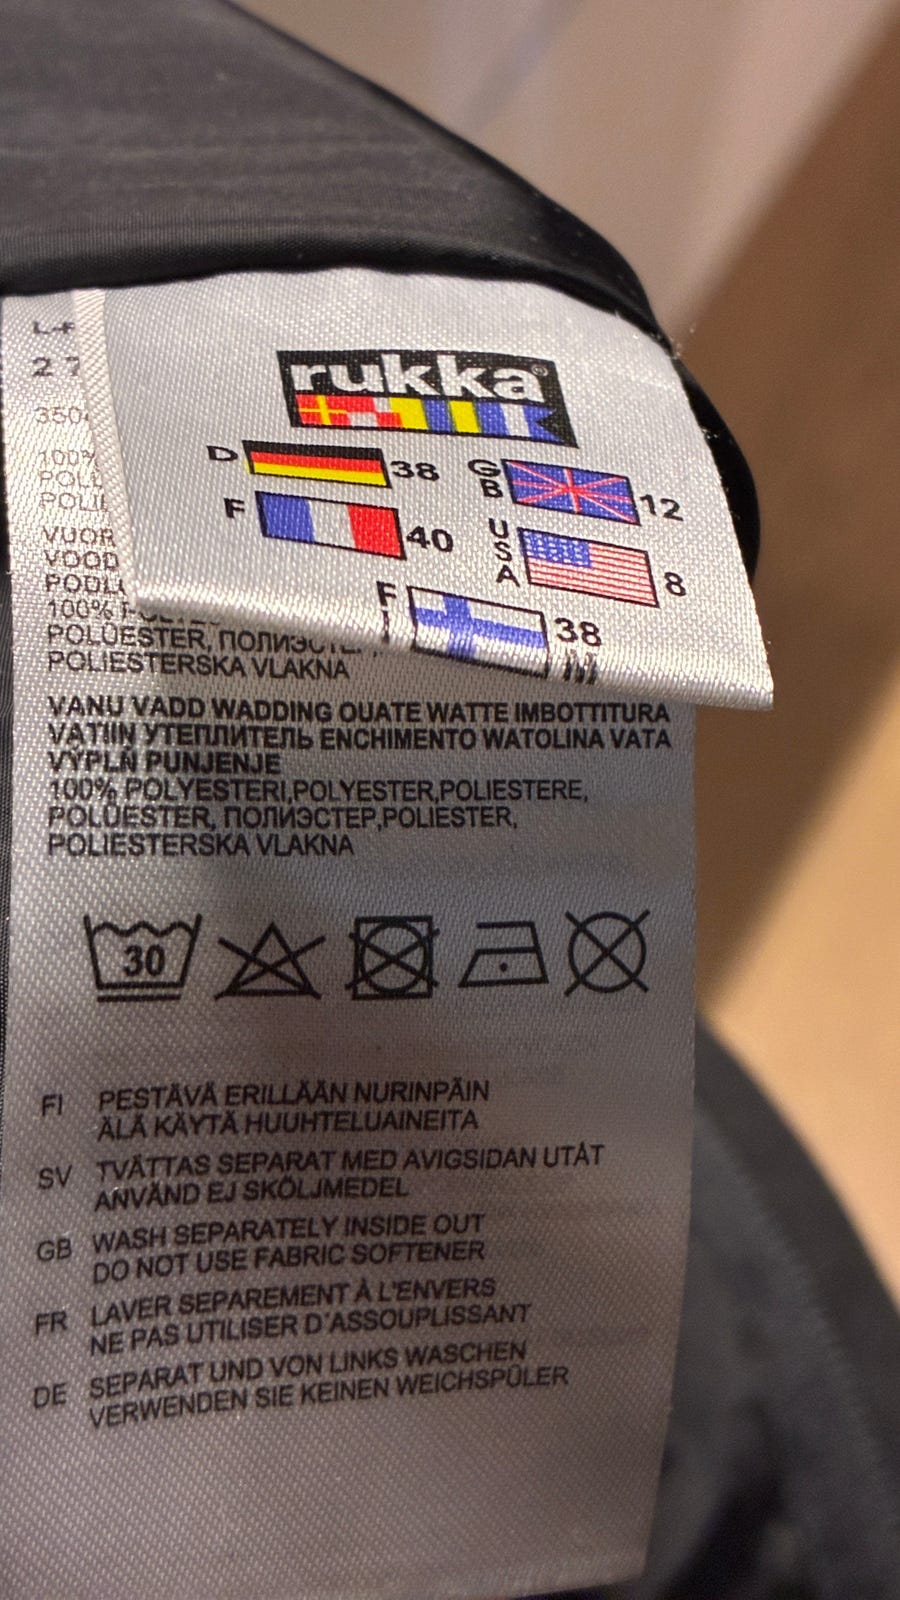 rukka®
D 38
GB 12
F 40
USA 8
FI 38
2 7
350
100%
POLIESTERSKA VLAKNA
VANU VADD WADDING OUATE WATTE IMBOTTITURA
VATIIN УТЕПЛИТЕЛЬ ENCHIMENTO WATOLINA VATA
VÝPLŇ PUNJENJE
100% POLYESTERI,POLYESTER,POLIESTERE,
POLÜESTER, ПОЛИЭСТЕР,POLIESTER,
POLIESTERSKA VLAKNA
30
FI PESTÄVÄ ERILLÄÄN NURINPÄIN
ÄLÄ KÄYTÄ HUUHTELUAINEITA
SV TVÄTTAS SEPARAT MED AVIGSIDAN UTÅT
ANVÄND EJ SKÖLJMEDEL
GB WASH SEPARATELY INSIDE OUT
DO NOT USE FABRIC SOFTENER
FR LAVER SEPAREMENT À L'ENVERS
NE PAS UTILISER D'ASSOUPLISSANT
DE SEPARAT UND VON LINKS WASCHEN
VERWENDEN SIE KEINEN WEICHSPÜLER